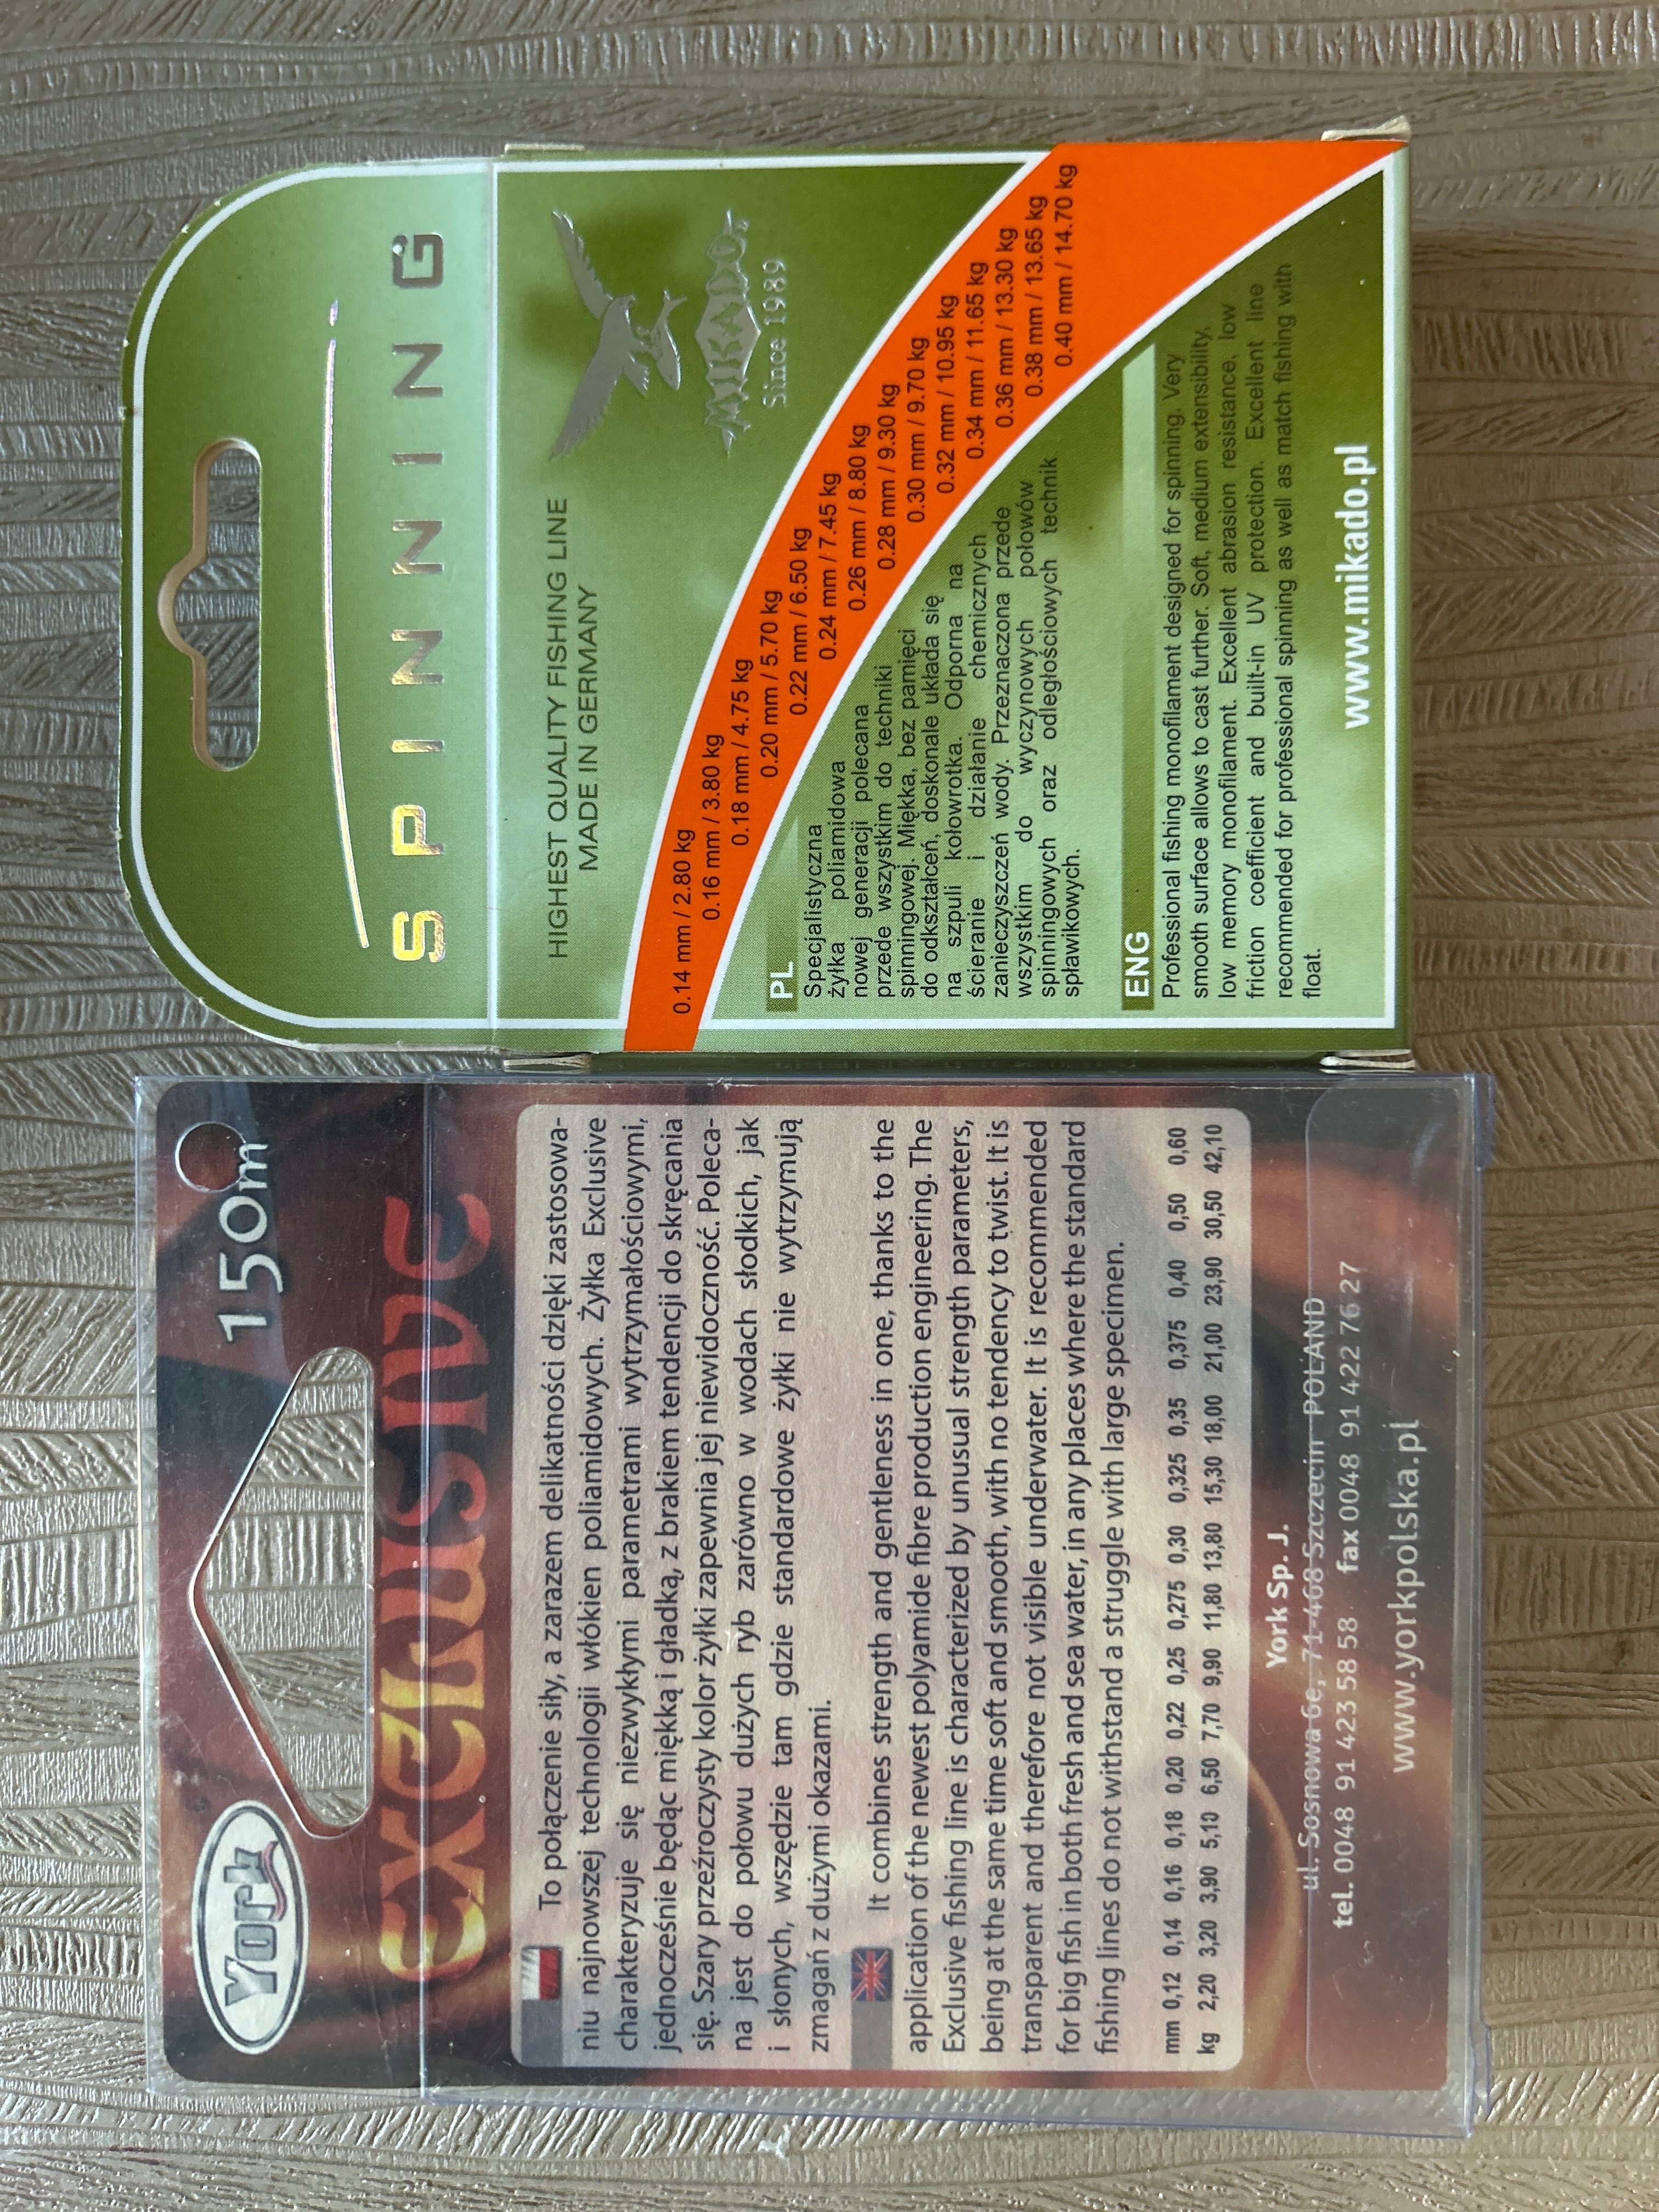 York
150m
exclusive
To połączenie siły, a zarazem delikatności dzięki zastosowa-
niu najnowszej technologii włókien poliamidowych. Żyłka Exclusive
charakteryzuje się niezwykłymi parametrami wytrzymałościowymi,
jednocześnie będąc miękką i gładką, z brakiem tendencji do skręcania
się. Szary przeźroczysty kolor żyłki zapewnia jej niewidoczność. Poleca-
na jest do połowu dużych ryb zarówno w wodach słodkich, jak
i słonych, wszędzie tam gdzie standardowe żyłki nie wytrzymują
zmagań z dużymi okazami.
It combines strength and gentleness in one, thanks to the
application of the newest polyamide fibre production engineering. The
Exclusive fishing line is characterized by unusual strength parameters,
being at the same time soft and smooth, with no tendency to twist. It is
transparent and therefore not visible underwater. It is recommended
for big fish in both fresh and sea water, in any places where the standard
fishing lines do not withstand a struggle with large specimen.
mm 0,12 0,14 0,16 0,18 0,20 0,22 0,25 0,275 0,30 0,325 0,35 0,375 0,40 0,50 0,60
kg 2,20 3,20 3,90 5,10 6,50 7,70 9,90 11,80 13,80 15,30 18,00 21,00 23,90 30,50 42,10
York Sp. J.
ul. Sosnowa 6e, 71-468 Szczecin POLAND
tel. 0048 91 423 58 58 fax 0048 91 422 76 27
www.yorkpolska.pl
SPINNING
HIGHEST QUALITY FISHING LINE
MADE IN GERMANY
MIKADO
Since 1989
0.14 mm / 2.80 kg
0.16 mm / 3.80 kg
0.18 mm / 4.75 kg
0.20 mm / 5.70 kg
0.22 mm / 6.50 kg
0.24 mm / 7.45 kg
0.26 mm / 8.80 kg
0.28 mm / 9.30 kg
0.30 mm / 9.70 kg
0.32 mm / 10.95 kg
0.34 mm / 11.65 kg
0.36 mm / 13.30 kg
0.38 mm / 13.65 kg
0.40 mm / 14.70 kg
PL
Specjalistyczna
żyłka poliamidowa
nowej generacji polecana
przede wszystkim do techniki
spinningowej. Miękka, bez pamięci
do odkształceń, doskonale układa się
na szpuli kołowrotka. Odporna na
ścieranie i działanie chemicznych
zanieczyszczeń wody. Przeznaczona przede
wszystkim do wyczynowych połowów
spinningowych oraz odległościowych technik
spławikowych.
ENG
Professional fishing monofilament designed for spinning. Very
smooth surface allows to cast further. Soft, medium extensibility,
low memory monofilament. Excellent abrasion resistance, low
friction coefficient and built-in UV protection. Excellent line
recommended for professional spinning as well as match fishing with
float.
www.mikado.pl